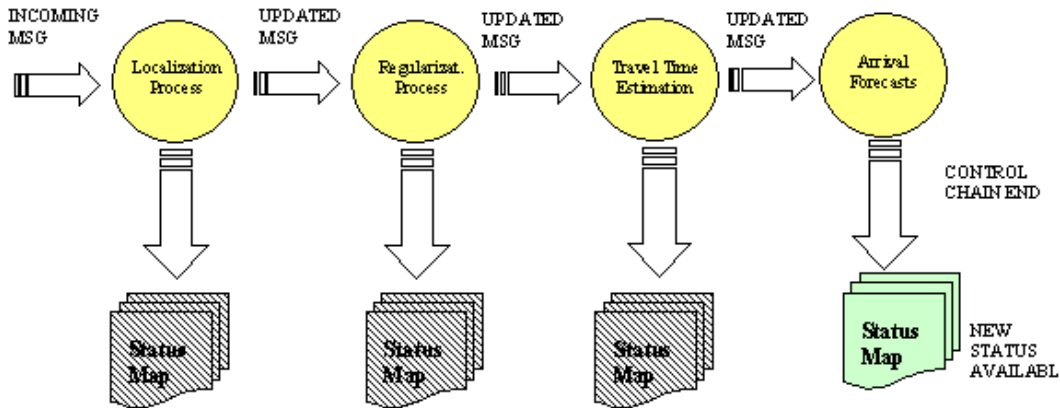 INCOMING
MSG
Localization
Process
UPDATED
MSG
Regularizat.
Process
UPDATED
MSG
Travel Time
Estimation
UPDATED
MSG
Arrival
Forecasts
CONTROL
CHAIN END
Status
Map
Status
Map
Status
Map
Status
Map
NEW
STATUS
AVAILABL